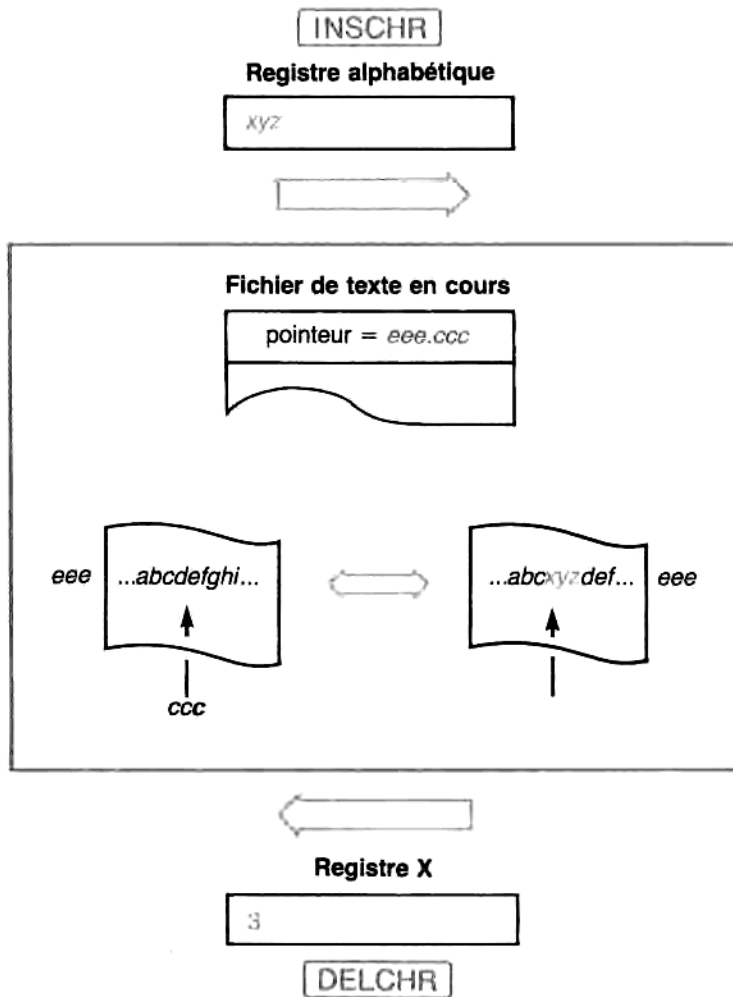 INSCHR
Registre alphabétique
xyz
Fichier de texte en cours
pointeur = eee.ccc
eee ...abcdefghi... ...abcxyzdef... eee
ccc
Registre X
3
DELCHR